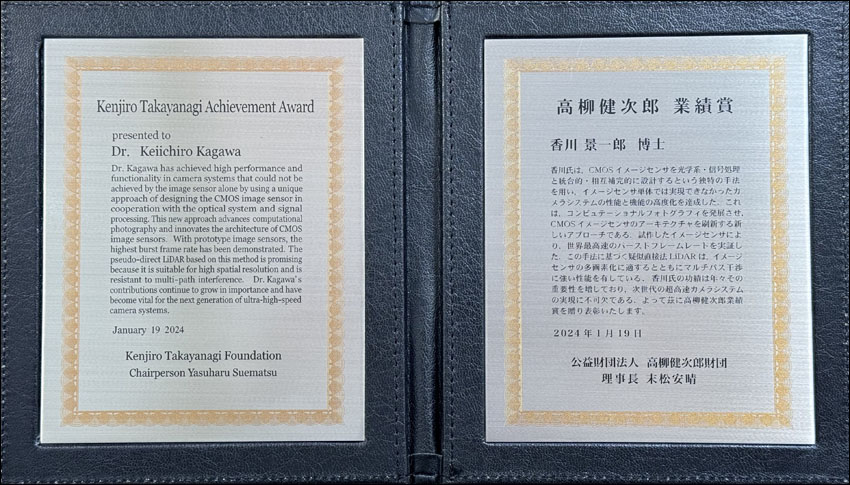 Kenjiro Takayanagi Achievement Award
presented to
Dr. Keiichiro Kagawa
Dr. Kagawa has achieved high performance and
functionality in camera systems that could not be
achieved by the image sensor alone by using a unique
approach of designing the CMOS image sensor in
cooperation with the optical system and signal
processing. This new approach advances computational
photography and innovates the architecture of CMOS
image sensors. With prototype image sensors, the
highest burst frame rate has been demonstrated. The
pseudo-direct LiDAR based on this method is promising
because it is suitable for high spatial resolution and is
resistant to multi-path interference. Dr. Kagawa's
contributions continue to grow in importance and have
become vital for the next generation of ultra-high-speed
camera systems.
January 19 2024
Kenjiro Takayanagi Foundation
Chairperson Yasuharu Suematsu
高柳健次郎 業績賞
香川 景一郎 博士
香川氏は、CMOSイメージセンサを光学系・信号処理
と統合的・相互補完的に設計するという独特の手法
を用い、イメージセンサ単体では実現できなかったカ
メラシステムの性能と機能の高度化を達成した。これ
は、コンピュテーショナルフォトグラフィを発展させ、
CMOSイメージセンサのアーキテクチャを刷新する新
しいアプローチである。試作したイメージセンサによ
り、世界最高速のバーストフレームレートを実証し
た。この手法に基づく疑似直接法LiDARは、イメージ
センサの多画素化に適するとともにマルチパス干渉
に強い性能を有している。香川氏の功績は年々その
重要性を増しており、次世代の超高速カメラシステム
の実現に不可欠である。よって茲に高柳健次郎業績
賞を贈り表彰いたします。
2024年1月19日
公益財団法人 高柳健次郎財団
理事長 末松安晴